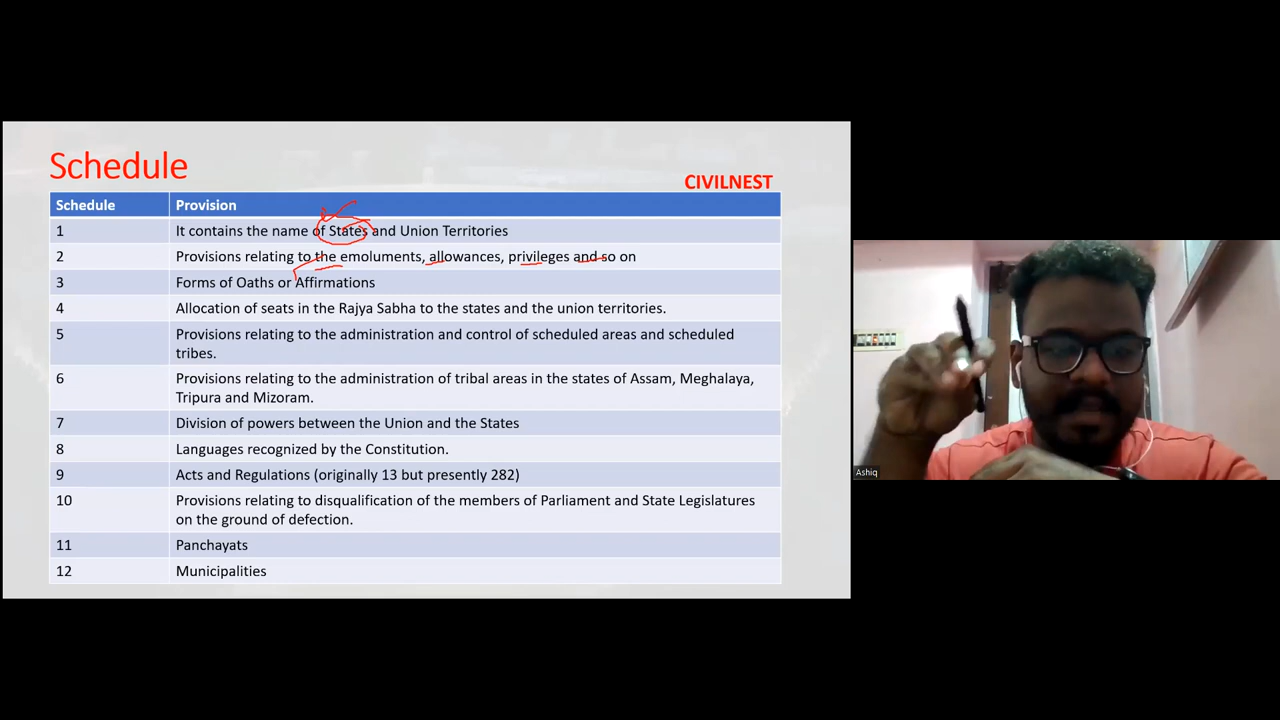 Schedule
CIVILNEST
Schedule Provision
1 It contains the name of States and Union Territories
2 Provisions relating to the emoluments, allowances, privileges and so on
3 Forms of Oaths or Affirmations
4 Allocation of seats in the Rajya Sabha to the states and the union territories.
5 Provisions relating to the administration and control of scheduled areas and scheduled
tribes.
6 Provisions relating to the administration of tribal areas in the states of Assam, Meghalaya,
Tripura and Mizoram.
7 Division of powers between the Union and the States
8 Languages recognized by the Constitution.
9 Acts and Regulations (originally 13 but presently 282)
10 Provisions relating to disqualification of the members of Parliament and State Legislatures
on the ground of defection.
11 Panchayats
12 Municipalities
Ashiq